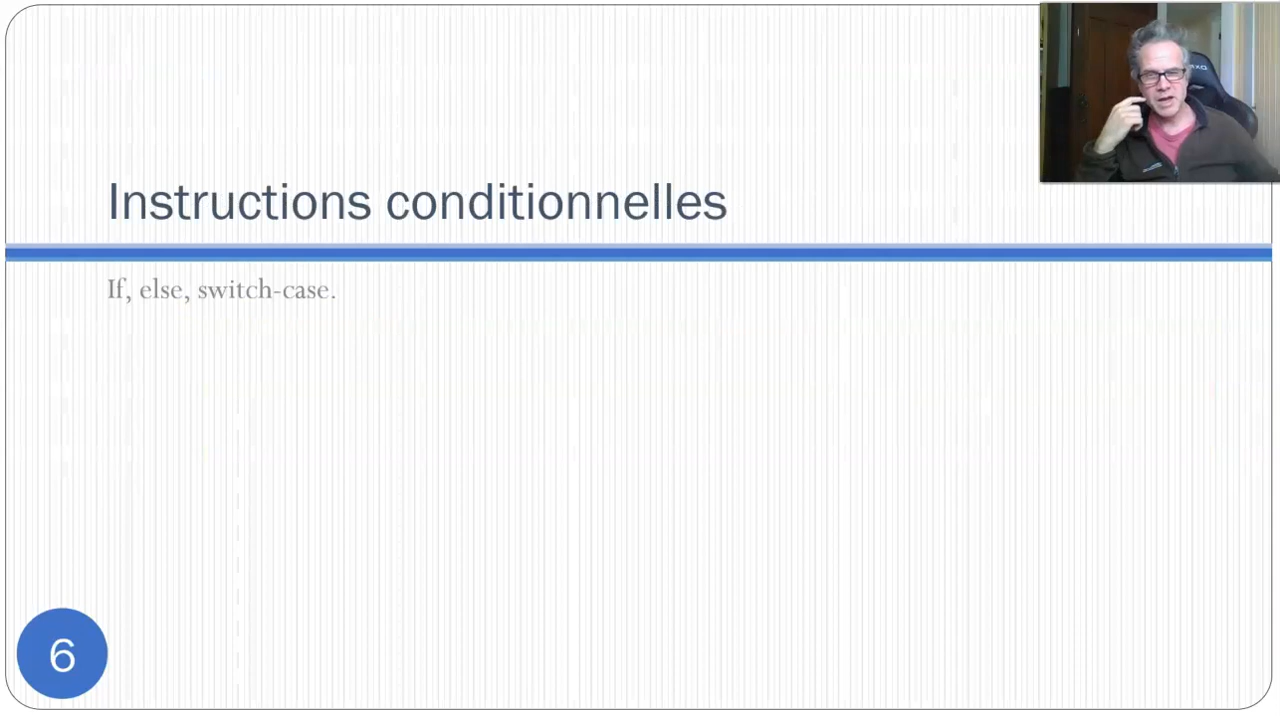 Instructions conditionnelles
If, else, switch-case.
6